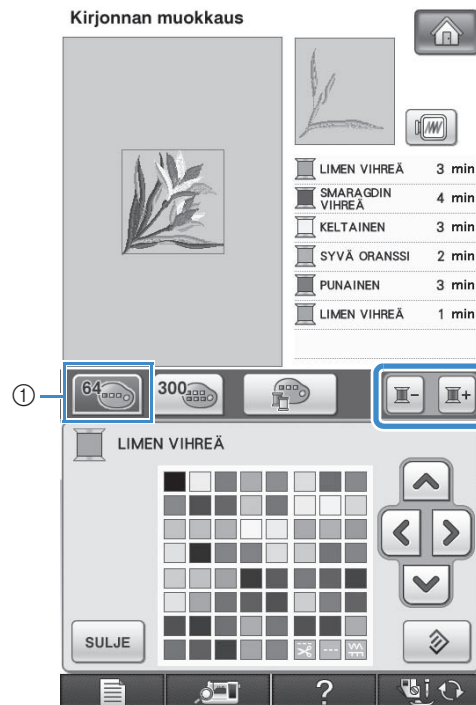 Kirjonnan muokkaus
LIMEN VIHREÄ 3 min
SMARAGDIN
VIHREÄ 4 min
KELTAINEN 3 min
SYVÄ ORANSSI 2 min
PUNAINEN 3 min
LIMEN VIHREÄ 1 min
① 64 300
- +
LIMEN VIHREÄ
SULJE
?